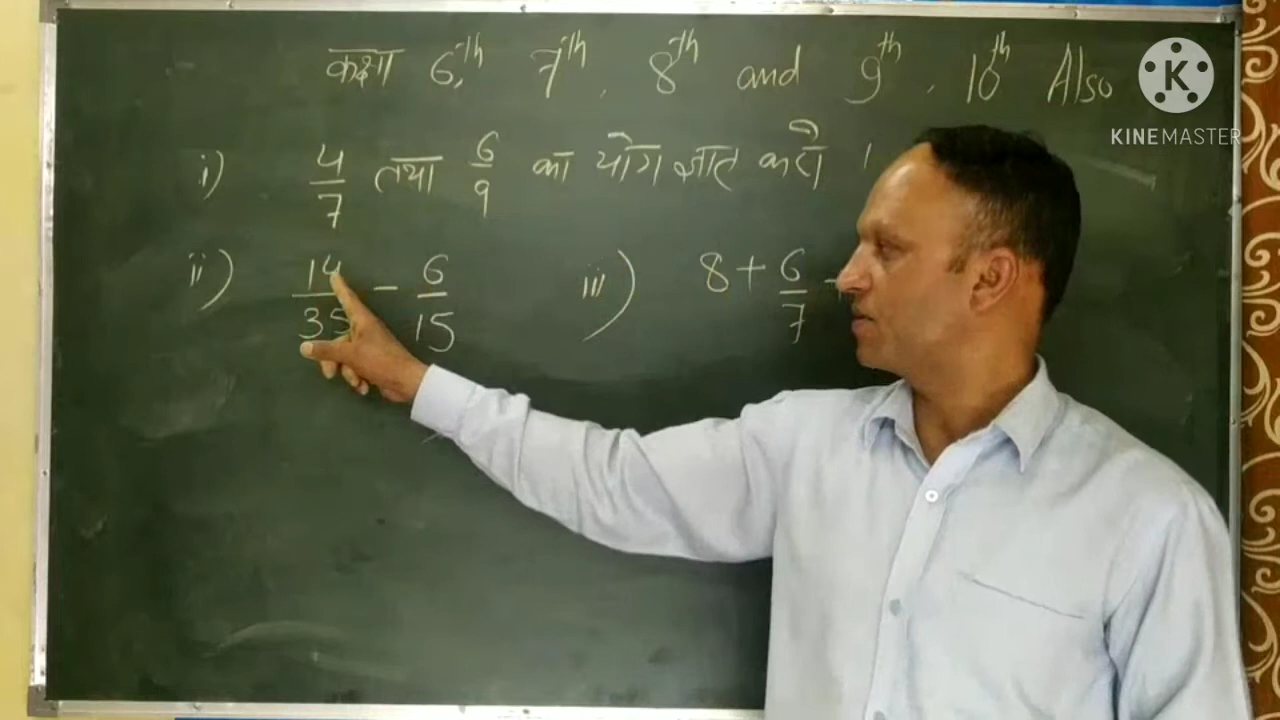 कक्षा 6th, 7th, 8th and 9th, 10th Also
i) 4/7 तथा 6/9 का योग ज्ञात करो ।
ii) 14/35 - 6/15 iii) 8 + 6/7 +
K
KINEMASTER